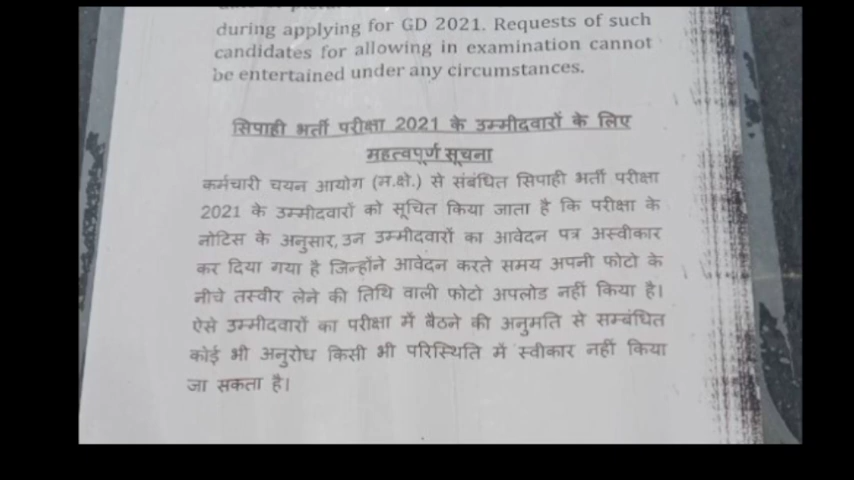 during applying for GD 2021. Requests of such
candidates for allowing in examination cannot
be entertained under any circumstances.
सिपाही भर्ती परीक्षा 2021 के उम्मीदवारों के लिए
महत्वपूर्ण सूचना
कर्मचारी चयन आयोग (म.क्षे.) से संबंधित सिपाही भर्ती परीक्षा
2021 के उम्मीदवारों को सूचित किया जाता है कि परीक्षा के
नोटिस के अनुसार, उन उम्मीदवारों का आवेदन पत्र अस्वीकार
कर दिया गया है जिन्होंने आवेदन करते समय अपनी फोटो के
नीचे तस्वीर लेने की तिथि वाली फोटो अपलोड नहीं किया है।
ऐसे उम्मीदवारों का परीक्षा में बैठने की अनुमति से सम्बंधित
कोई भी अनुरोध किसी भी परिस्थिति में स्वीकार नहीं किया
जा सकता है।